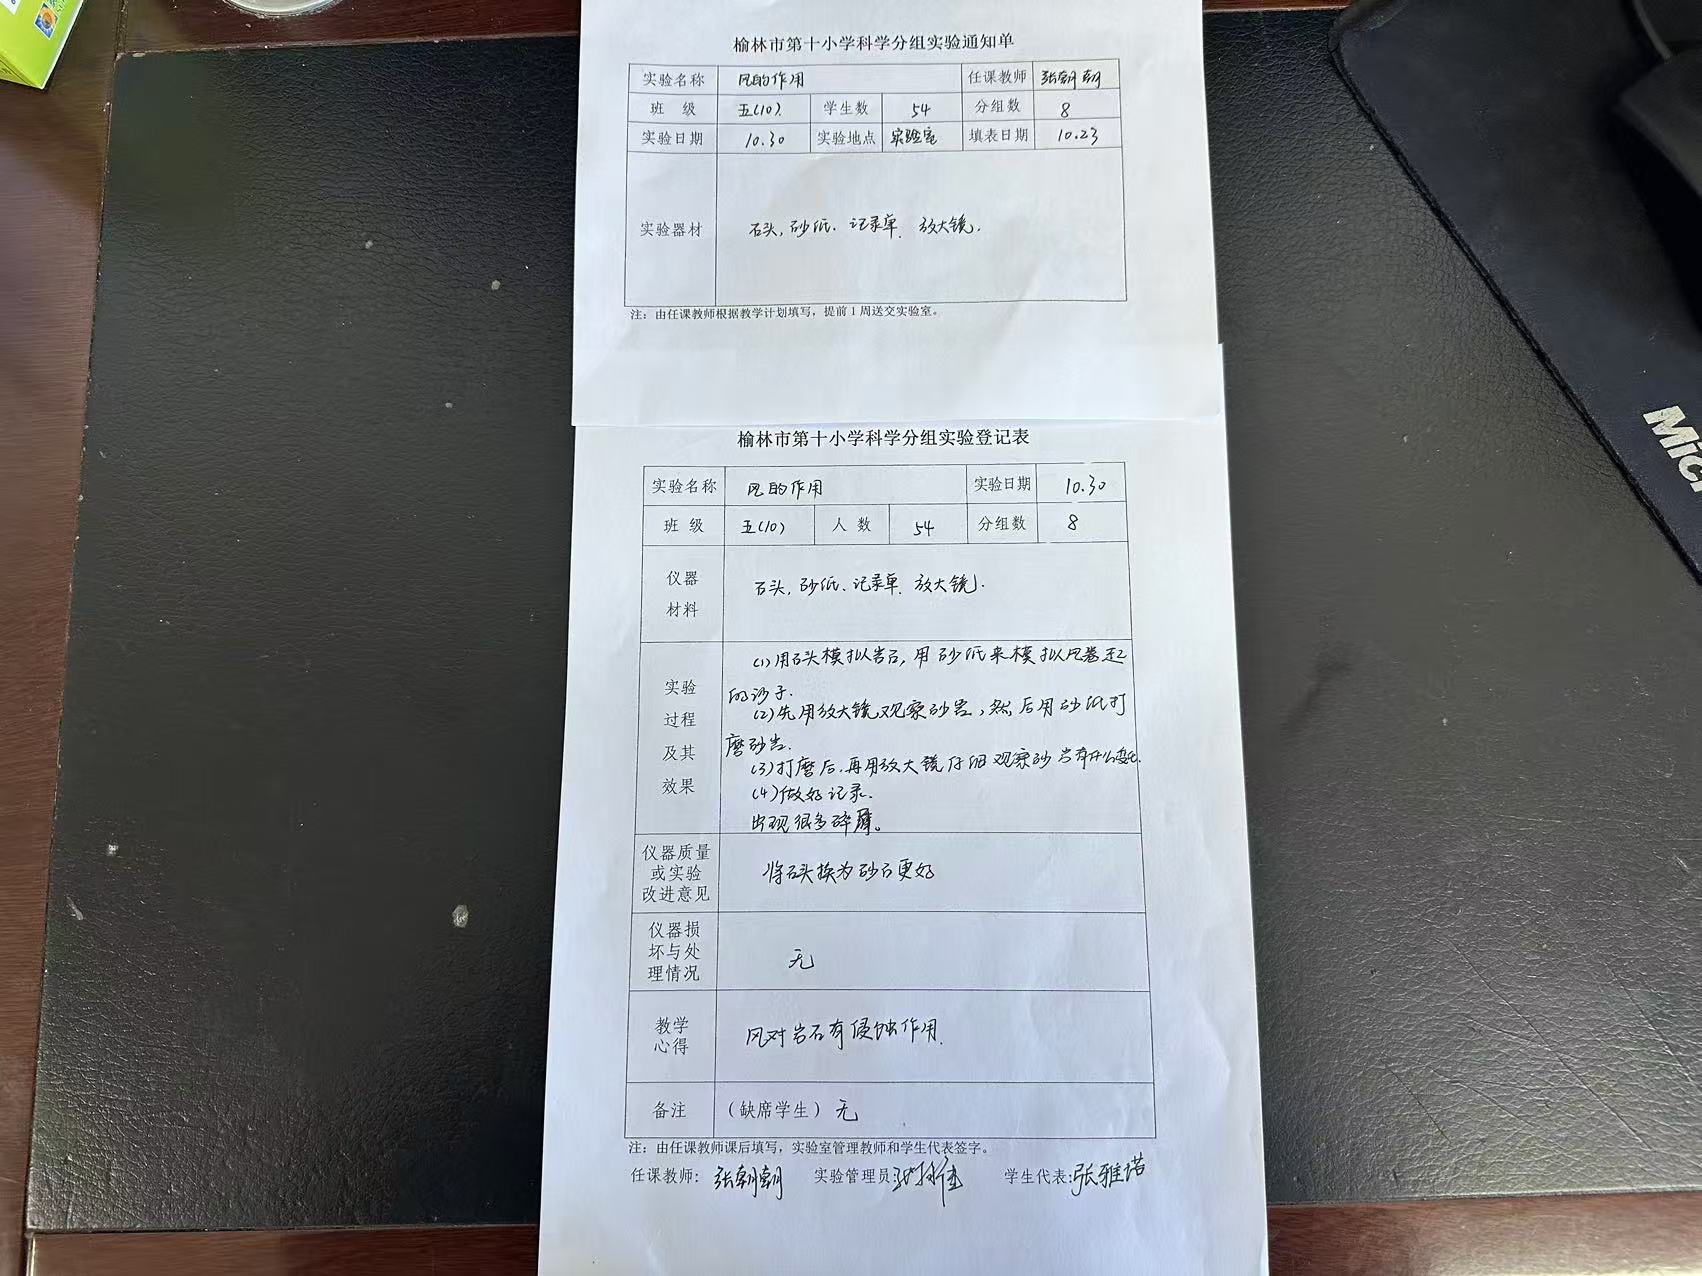 榆林市第十小学科学分组实验通知单
实验名称 风的作用 任课教师 张朝朝
班 级 五(10) 学生数 54 分组数 8
实验日期 10.30 实验地点 实验室 填表日期 10.23
实验器材 石头,砂纸、记录单、放大镜.
注：由任课教师根据教学计划填写，提前1周送交实验室。
榆林市第十小学科学分组实验登记表
实验名称 风的作用 实验日期 10.30
班 级 五(10) 人 数 54 分组数 8
仪器
材料
石头,砂纸、记录单、放大镜.
实验
过程
及其
效果
(1)用石头模拟岩石,用砂纸来模拟风卷起
的沙子.
(2)先用放大镜观察砂岩,然后用砂纸打
磨砂岩.
(3)打磨后,再用放大镜仔细观察砂岩有什么变化.
(4)做好记录.
出现很多碎屑。
仪器质量
或实验
改进意见
将石头换为砂石更好
仪器损
坏与处
理情况
无
教学
心得
风对岩石有侵蚀作用.
备注 (缺席学生) 无
注：由任课教师课后填写，实验室管理教师和学生代表签字。
任课教师: 张朝朝 实验管理员: 学生代表:张雅诺
Micr